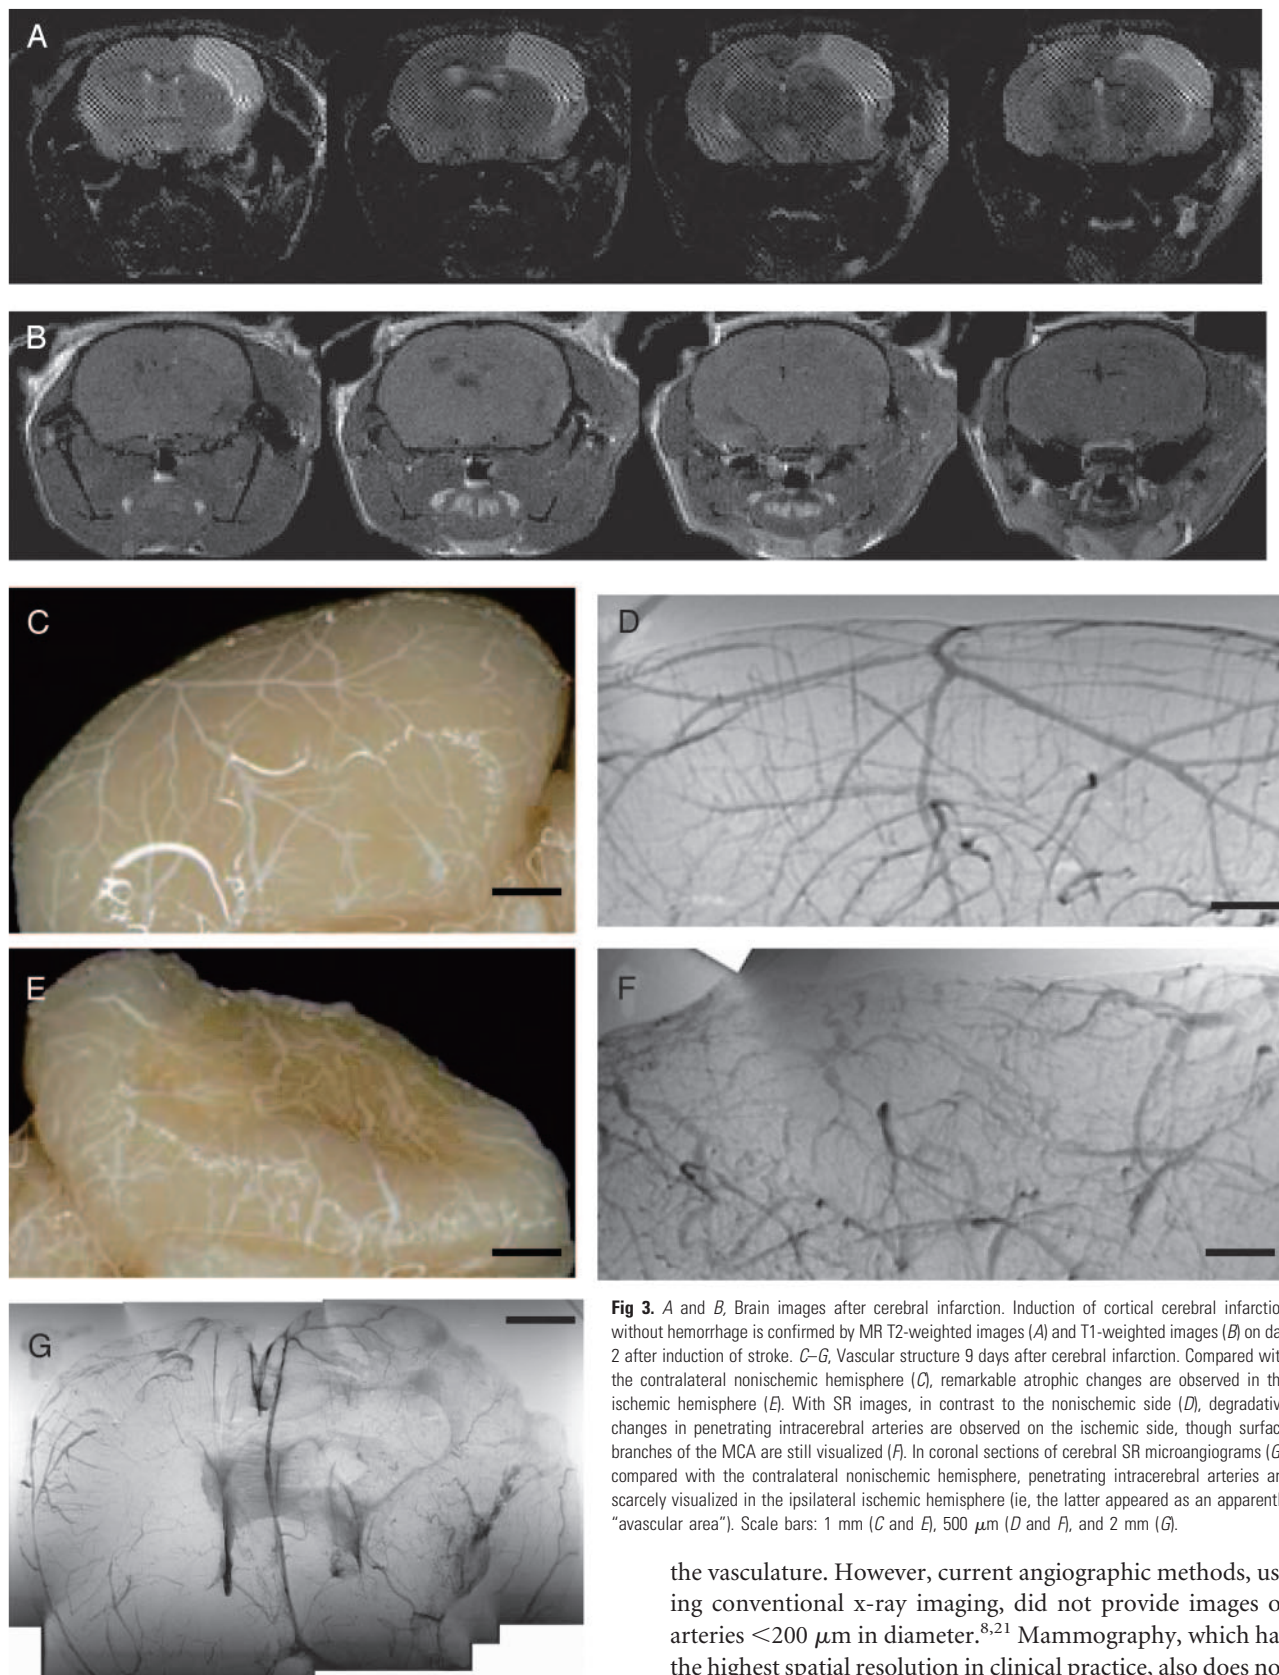 A
B
C
D
E
F
G
Fig 3. A and B, Brain images after cerebral infarction. Induction of cortical cerebral infarctio
without hemorrhage is confirmed by MR T2-weighted images (A) and T1-weighted images (B) on da
2 after induction of stroke. C–G, Vascular structure 9 days after cerebral infarction. Compared wit
the contralateral nonischemic hemisphere (C), remarkable atrophic changes are observed in th
ischemic hemisphere (E). With SR images, in contrast to the nonischemic side (D), degradativ
changes in penetrating intracerebral arteries are observed on the ischemic side, though surfac
branches of the MCA are still visualized (F). In coronal sections of cerebral SR microangiograms (G
compared with the contralateral nonischemic hemisphere, penetrating intracerebral arteries ar
scarcely visualized in the ipsilateral ischemic hemisphere (ie, the latter appeared as an apparentl
“avascular area”). Scale bars: 1 mm (C and E), 500 μm (D and F), and 2 mm (G).
the vasculature. However, current angiographic methods, us
ing conventional x-ray imaging, did not provide images o
arteries <200 μm in diameter.8,21 Mammography, which ha
the highest spatial resolution in clinical practice, also does no